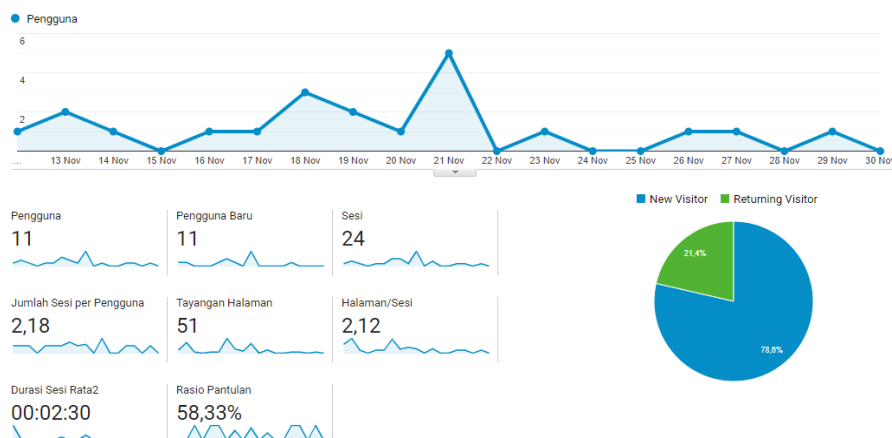 Pengguna
6
4
2
... 13 Nov 14 Nov 15 Nov 16 Nov 17 Nov 18 Nov 19 Nov 20 Nov 21 Nov 22 Nov 23 Nov 24 Nov 25 Nov 26 Nov 27 Nov 28 Nov 29 Nov 30 Nov
New Visitor Returning Visitor
Pengguna Pengguna Baru Sesi
11 11 24
21,4%
Jumlah Sesi per Pengguna Tayangan Halaman Halaman/Sesi
2,18 51 2,12
78,6%
Durasi Sesi Rata2 Rasio Pantulan
00:02:30 58,33%